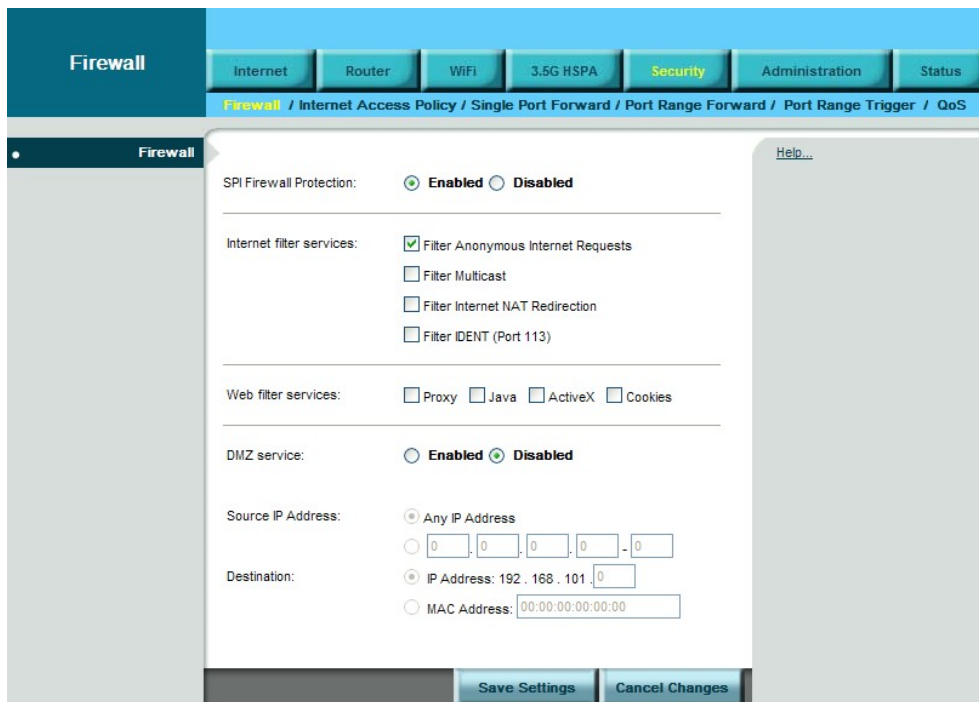 Firewall
Internet Router WiFi 3.5G HSPA Security Administration Status
Firewall / Internet Access Policy / Single Port Forward / Port Range Forward / Port Range Trigger / QoS
Firewall
Help...
SPI Firewall Protection: Enabled Disabled
Internet filter services: Filter Anonymous Internet Requests
Filter Multicast
Filter Internet NAT Redirection
Filter IDENT (Port 113)
Web filter services: Proxy Java ActiveX Cookies
DMZ service: Enabled Disabled
Source IP Address: Any IP Address
0 . 0 . 0 . 0 - 0
Destination: IP Address: 192 . 168 . 101 . 0
MAC Address: 00:00:00:00:00:00
Save Settings Cancel Changes